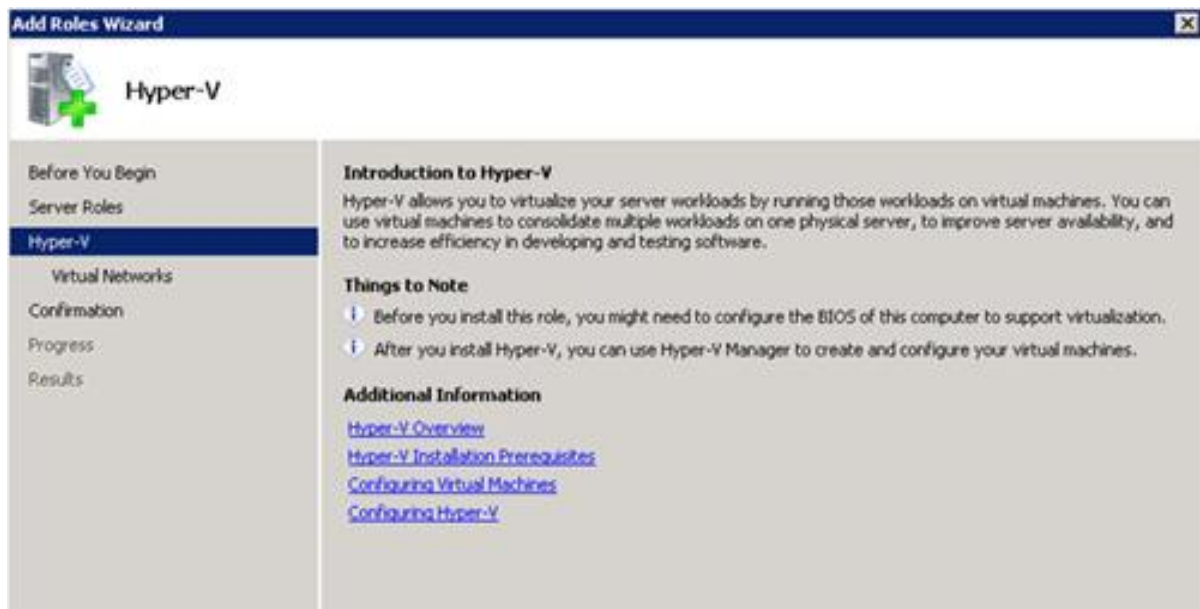 Add Roles Wizard
Hyper-V
Before You Begin
Server Roles
Hyper-V
Virtual Networks
Confirmation
Progress
Results
Introduction to Hyper-V
Hyper-V allows you to virtualize your server workloads by running those workloads on virtual machines. You can
use virtual machines to consolidate multiple workloads on one physical server, to improve server availability, and
to increase efficiency in developing and testing software.
Things to Note
Before you install this role, you might need to configure the BIOS of this computer to support virtualization.
After you install Hyper-V, you can use Hyper-V Manager to create and configure your virtual machines.
Additional Information
Hyper-V Overview
Hyper-V Installation Prerequisites
Configuring Virtual Machines
Configuring Hyper-V